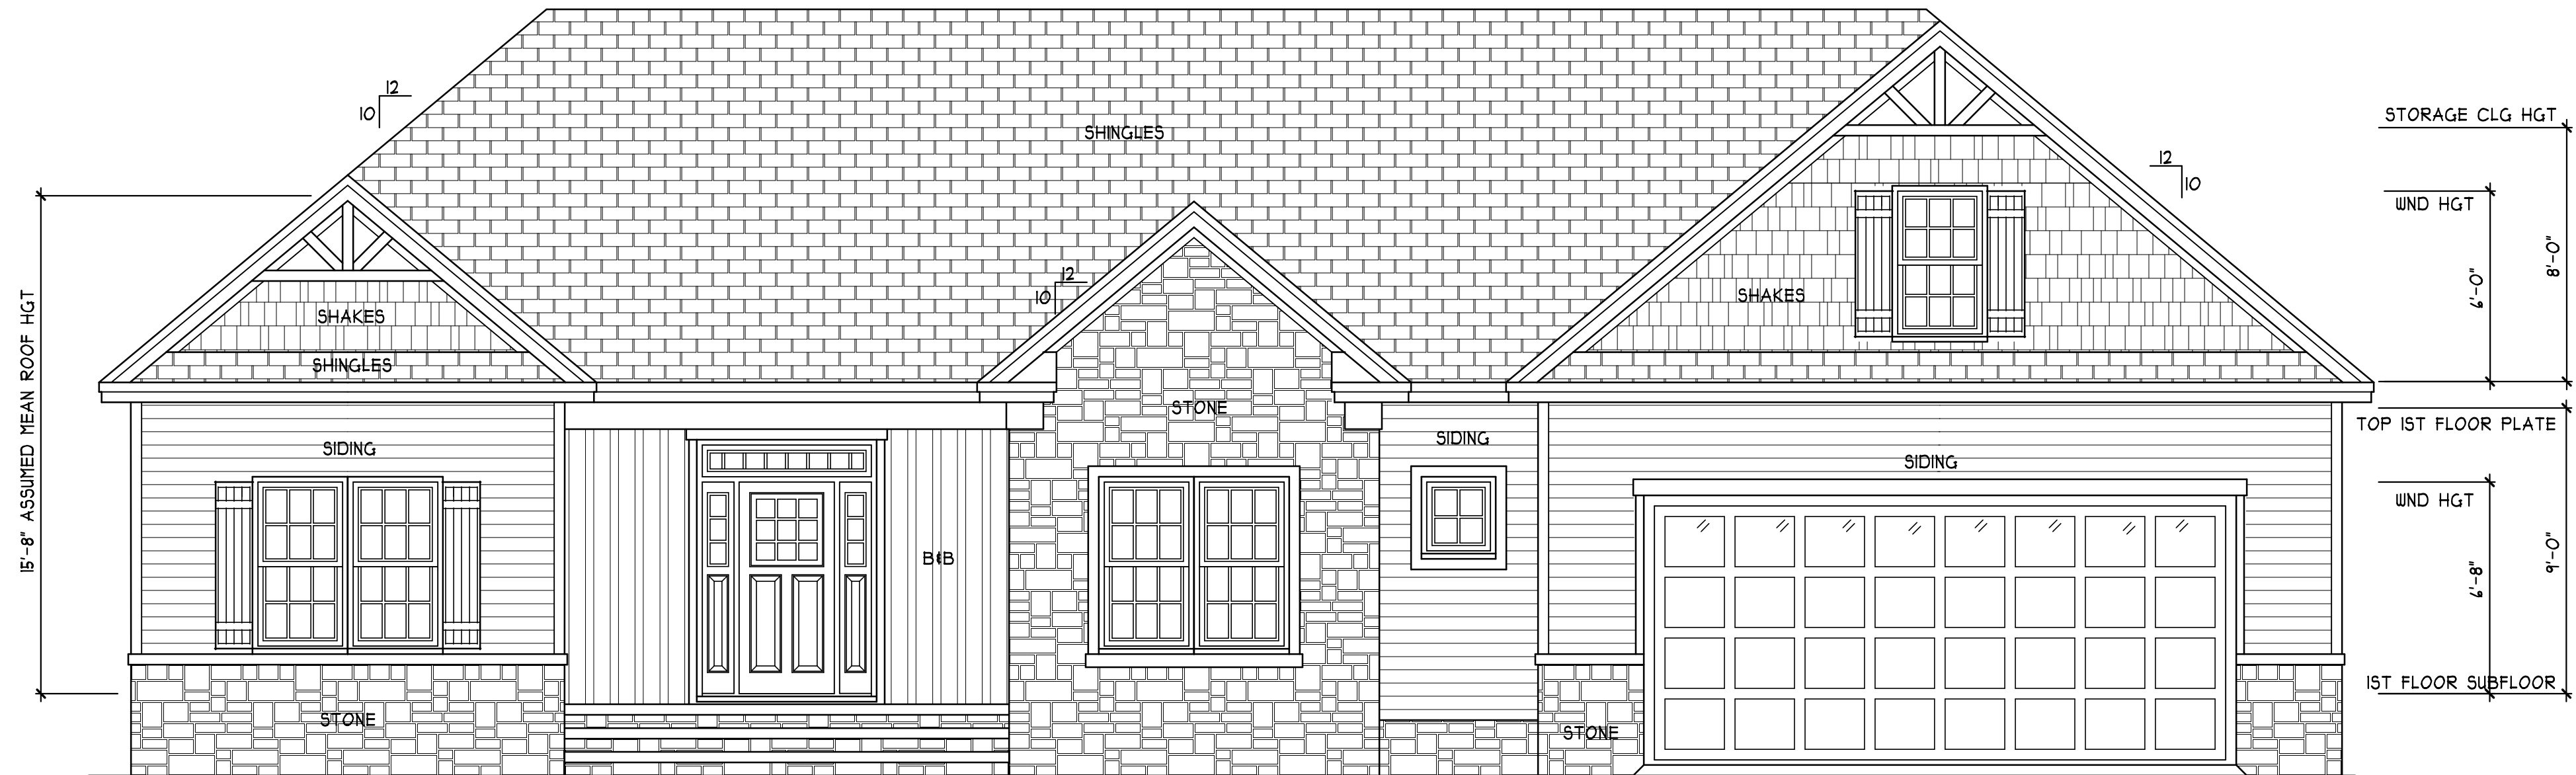 12
10
SHINGLES
STORAGE CLG HGT
12
10
WND HGT
8'-0"
6'-0"
12
10
SHAKES
SHAKES
SHINGLES
15'-8" ASSUMED MEAN ROOF HGT
STONE
TOP 1ST FLOOR PLATE
SIDING
SIDING
SIDING
WND HGT
B&B
9'-0"
6'-8"
1ST FLOOR SUBFLOOR
STONE
STONE